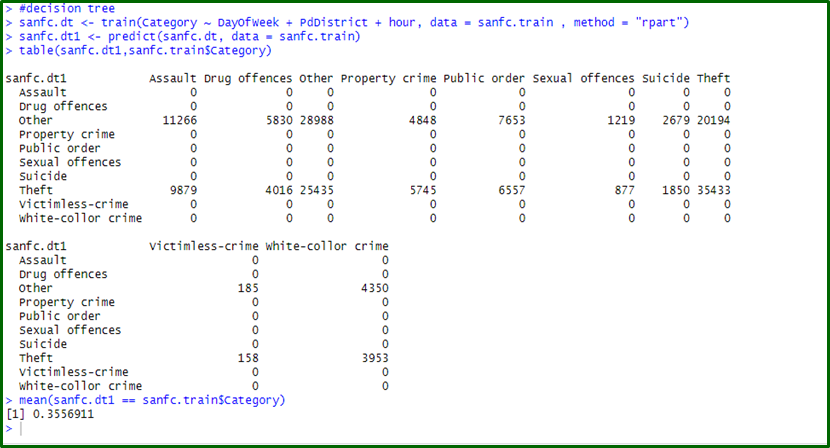 > #decision tree
> sanfc.dt <- train(Category ~ DayOfWeek + PdDistrict + hour, data = sanfc.train , method = "rpart")
> sanfc.dt1 <- predict(sanfc.dt, data = sanfc.train)
> table(sanfc.dt1,sanfc.train$Category)
sanfc.dt1 Assault Drug offences Other Property crime Public order Sexual offences Suicide Theft
Assault 0 0 0 0 0 0 0 0
Drug offences 0 0 0 0 0 0 0 0
Other 11266 5830 28988 4848 7653 1219 2679 20194
Property crime 0 0 0 0 0 0 0 0
Public order 0 0 0 0 0 0 0 0
Sexual offences 0 0 0 0 0 0 0 0
Suicide 0 0 0 0 0 0 0 0
Theft 9879 4016 25435 5745 6557 877 1850 35433
Victimless-crime 0 0 0 0 0 0 0 0
White-collor crime 0 0 0 0 0 0 0 0
sanfc.dt1 Victimless-crime White-collor crime
Assault 0 0
Drug offences 0 0
Other 185 4350
Property crime 0 0
Public order 0 0
Sexual offences 0 0
Suicide 0 0
Theft 158 3953
Victimless-crime 0 0
White-collor crime 0 0
> mean(sanfc.dt1 == sanfc.train$Category)
[1] 0.3556911
>